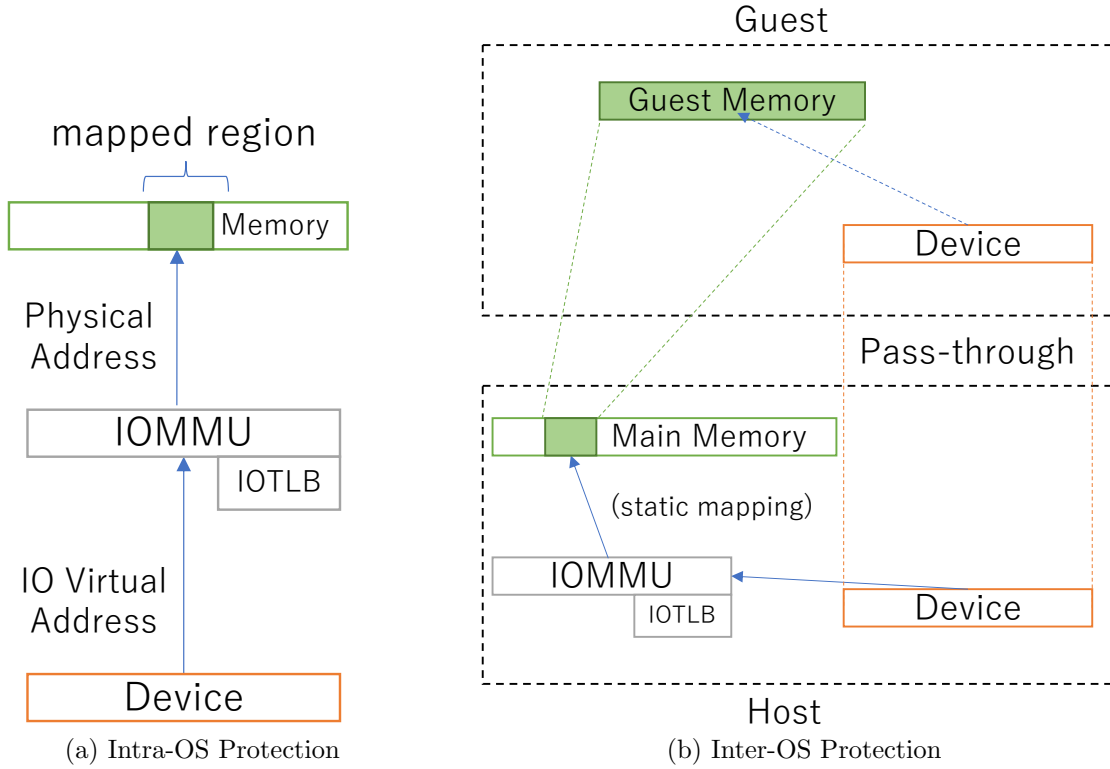 mapped region
Memory
Physical
Address
IOMMU
IOTLB
IO Virtual
Address
Device
(a) Intra-OS Protection
Guest
Guest Memory
Device
Pass-through
Main Memory
(static mapping)
IOMMU
IOTLB
Device
Host
(b) Inter-OS Protection